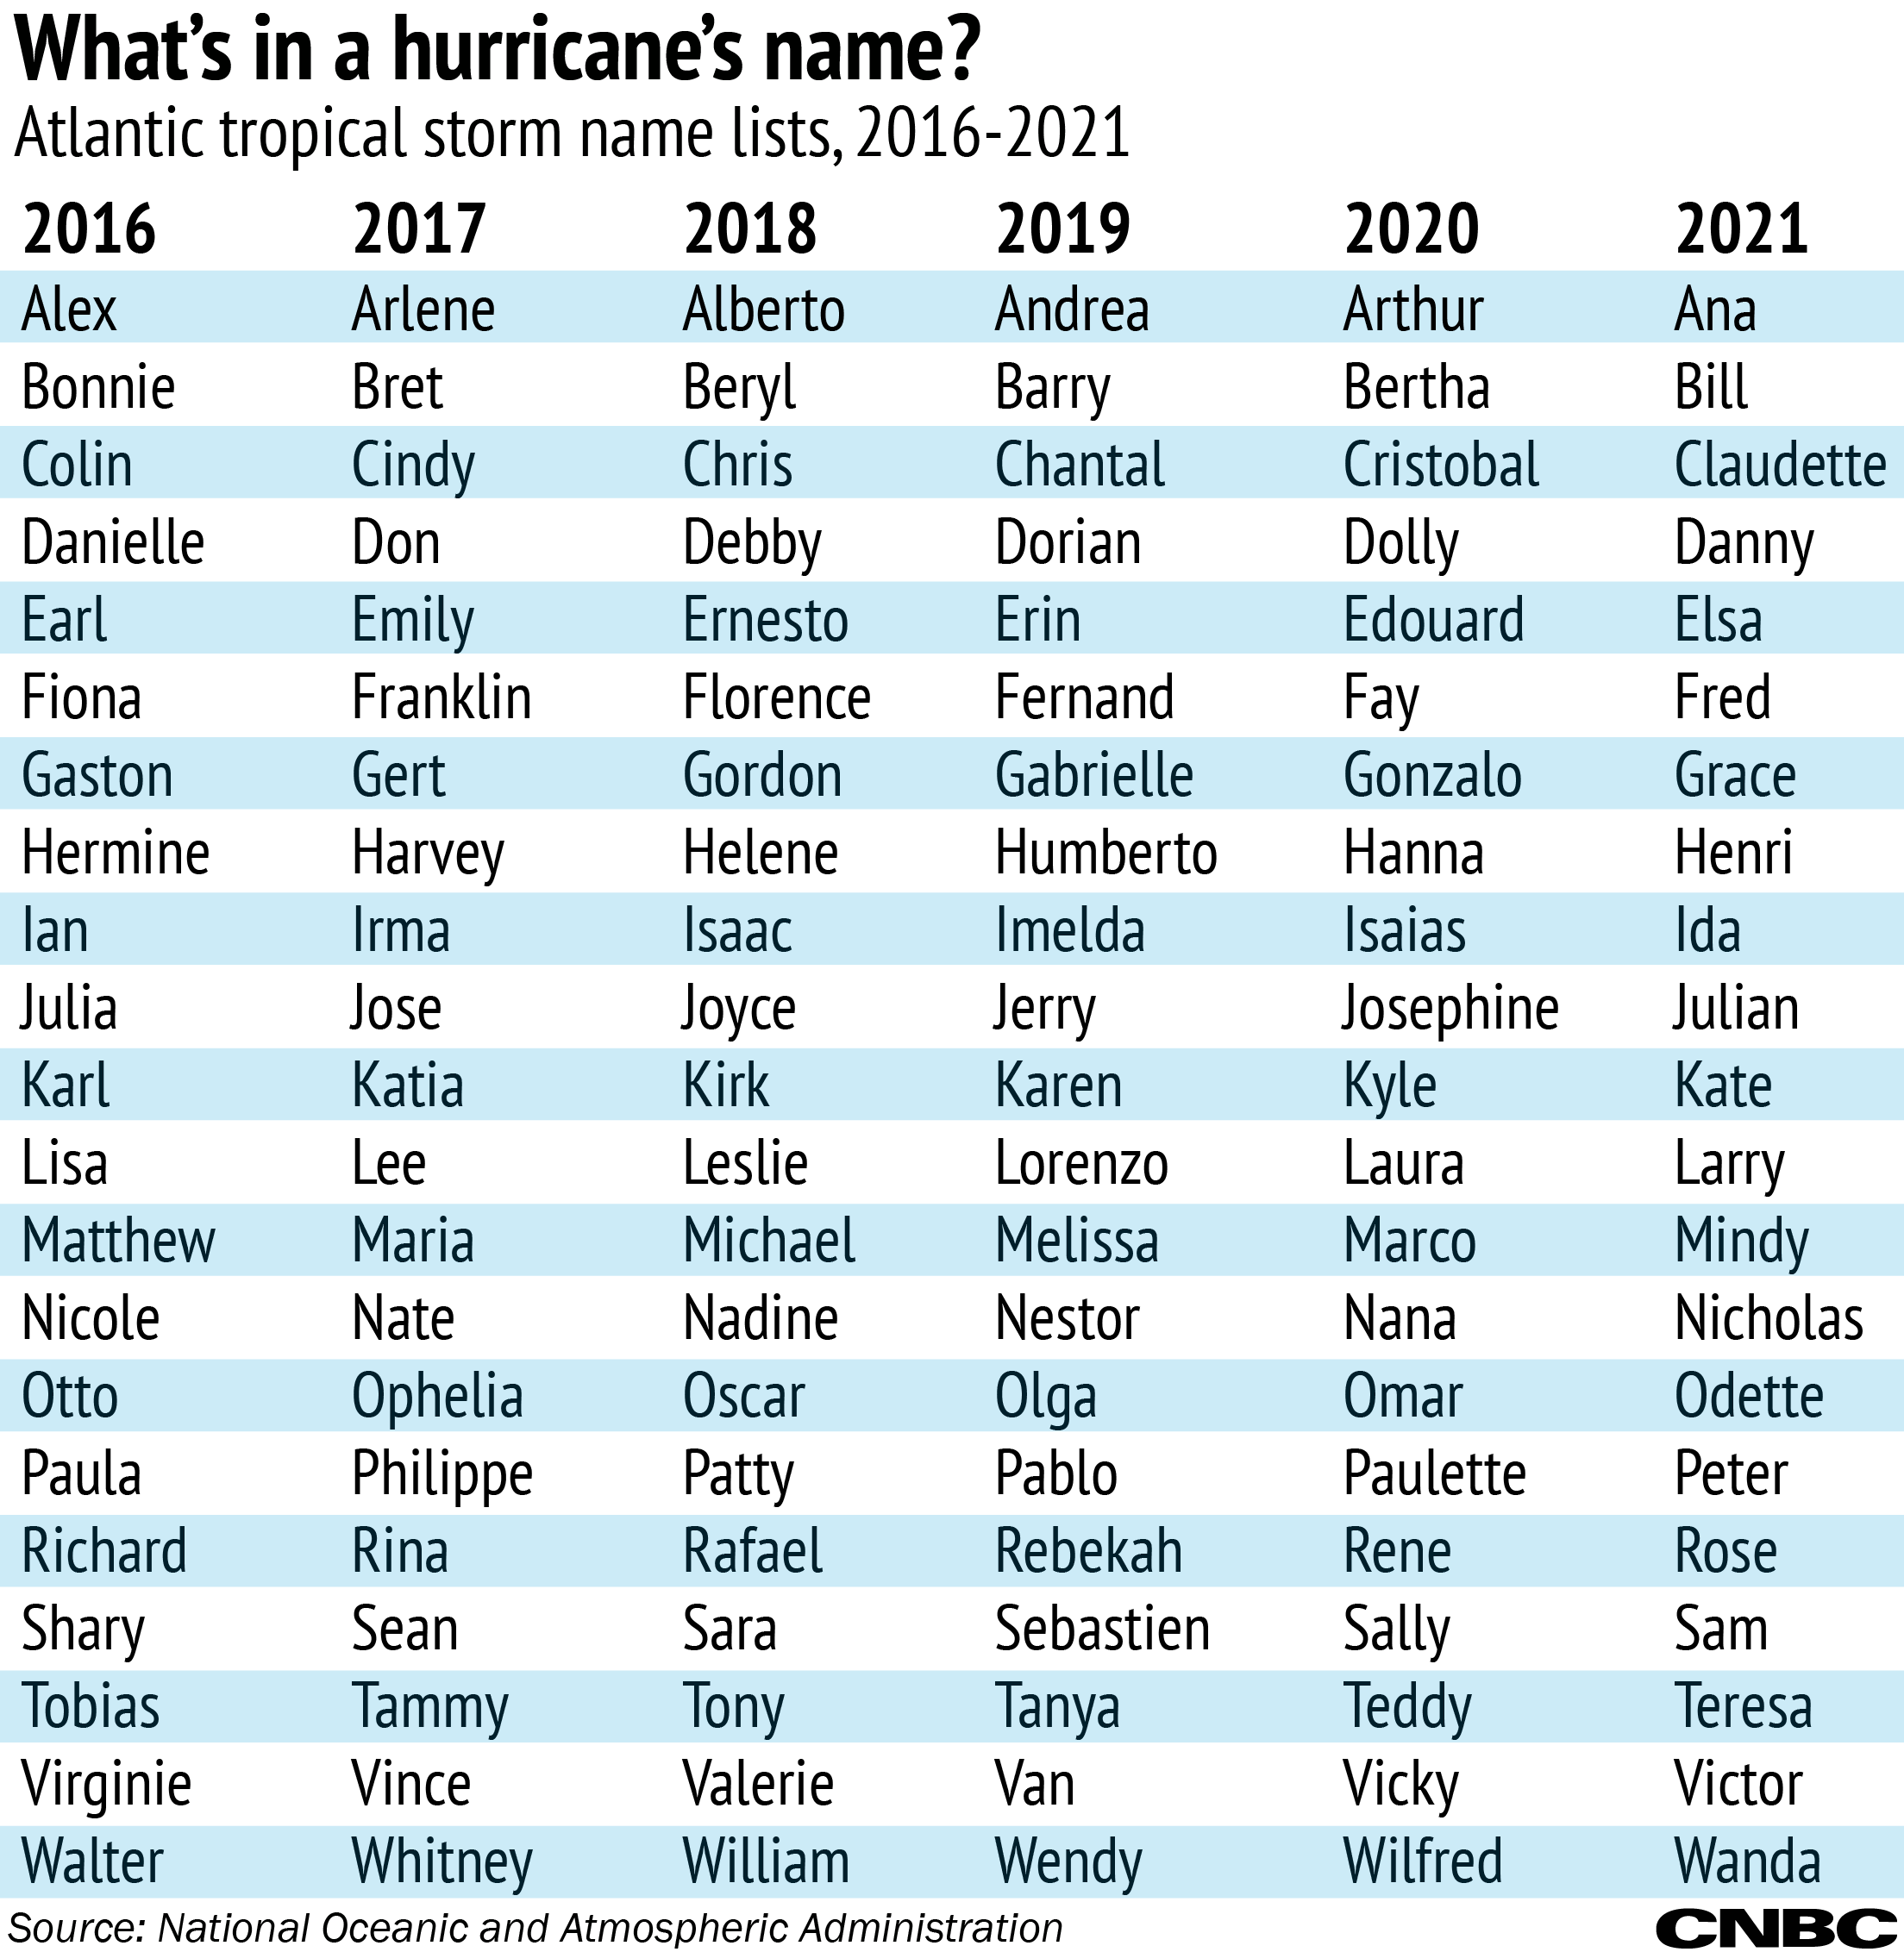 What's in a hurricane's name?
Atlantic tropical storm name lists, 2016-2021
2016 2017 2018 2019 2020 2021
Alex Arlene Alberto Andrea Arthur Ana
Bonnie Bret Beryl Barry Bertha Bill
Colin Cindy Chris Chantal Cristobal Claudette
Danielle Don Debby Dorian Dolly Danny
Earl Emily Ernesto Erin Edouard Elsa
Fiona Franklin Florence Fernand Fay Fred
Gaston Gert Gordon Gabrielle Gonzalo Grace
Hermine Harvey Helene Humberto Hanna Henri
Ian Irma Isaac Imelda Isaias Ida
Julia Jose Joyce Jerry Josephine Julian
Karl Katia Kirk Karen Kyle Kate
Lisa Lee Leslie Lorenzo Laura Larry
Matthew Maria Michael Melissa Marco Mindy
Nicole Nate Nadine Nestor Nana Nicholas
Otto Ophelia Oscar Olga Omar Odette
Paula Philippe Patty Pablo Paulette Peter
Richard Rina Rafael Rebekah Rene Rose
Shary Sean Sara Sebastien Sally Sam
Tobias Tammy Tony Tanya Teddy Teresa
Virginie Vince Valerie Van Vicky Victor
Walter Whitney William Wendy Wilfred Wanda
Source: National Oceanic and Atmospheric Administration CNBC